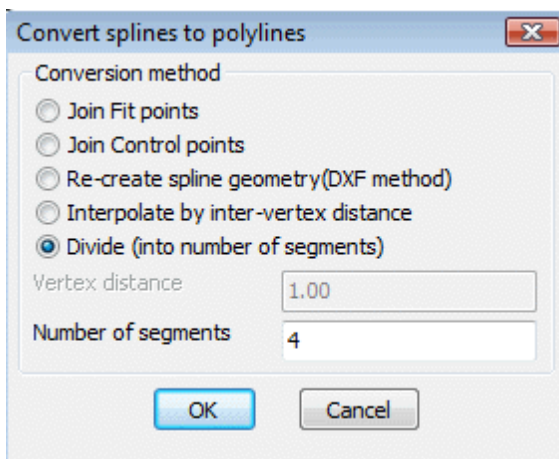 Convert splines to polylines
Conversion method
Join Fit points
Join Control points
Re-create spline geometry(DXF method)
Interpolate by inter-vertex distance
Divide (into number of segments)
Vertex distance 1.00
Number of segments 4
OK Cancel